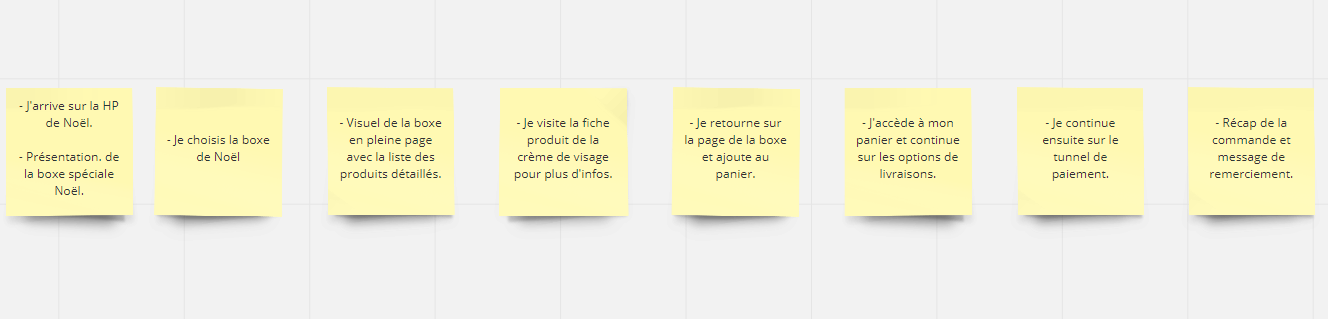 - J'arrive sur la HP
de Noël.
- Présentation. de
la boxe spéciale
Noël.
- Je choisis la boxe
de Noël
- Visuel de la boxe
en pleine page
avec la liste des
produits détaillés.
- Je visite la fiche
produit de la
crème de visage
pour plus d'infos.
- Je retourne sur
la page de la boxe
et ajoute au
panier.
- J'accède à mon
panier et continue
sur les options de
livraisons.
- Je continue
ensuite sur le
tunnel de
paiement.
- Récap de la
commande et
message de
remerciement.